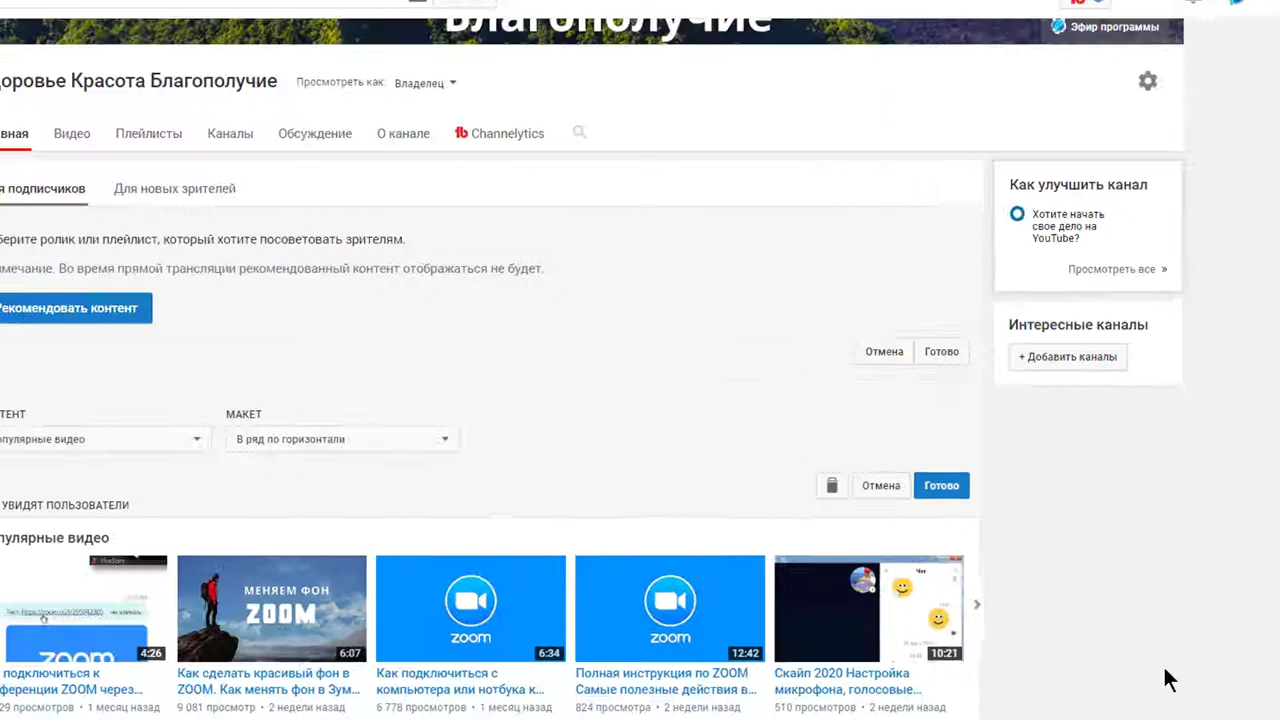 Благополучие
Эфир программы
доровье Красота Благополучие
Просмотреть как:
Владелец
вная
Видео
Плейлисты
Каналы
Обсуждение
О канале
Channelytics
я подписчиков
Для новых зрителей
берите ролик или плейлист, который хотите посоветовать зрителям.
имечание. Во время прямой трансляции рекомендованный контент отображаться не будет.
Рекомендовать контент
Отмена
Готово
Как улучшить канал
Хотите начать
свое дело на
YouTube?
Просмотреть все »
Интересные каналы
+ Добавить каналы
ТЕНТ
МАКЕТ
опулярные видео
В ряд по горизонтали
Отмена
Готово
УВИДЯТ ПОЛЬЗОВАТЕЛИ
пулярные видео
zoom
4:26
МЕНЯЕМ ФОН
ZOOM
6:07
zoom
6:34
zoom
12:42
Чат
10:21
подключиться к
ференции ZOOM через...
29 просмотров • 1 месяц назад
Как сделать красивый фон в
ZOOM. Как менять фон в Зум...
9 081 просмотр • 2 недели назад
Как подключиться с
компьютера или нотбука к...
6 778 просмотров • 1 месяц назад
Полная инструкция по ZOOM
Самые полезные действия в...
824 просмотра • 2 недели назад
Скайп 2020 Настройка
микрофона, голосовые...
510 просмотров • 2 недели назад